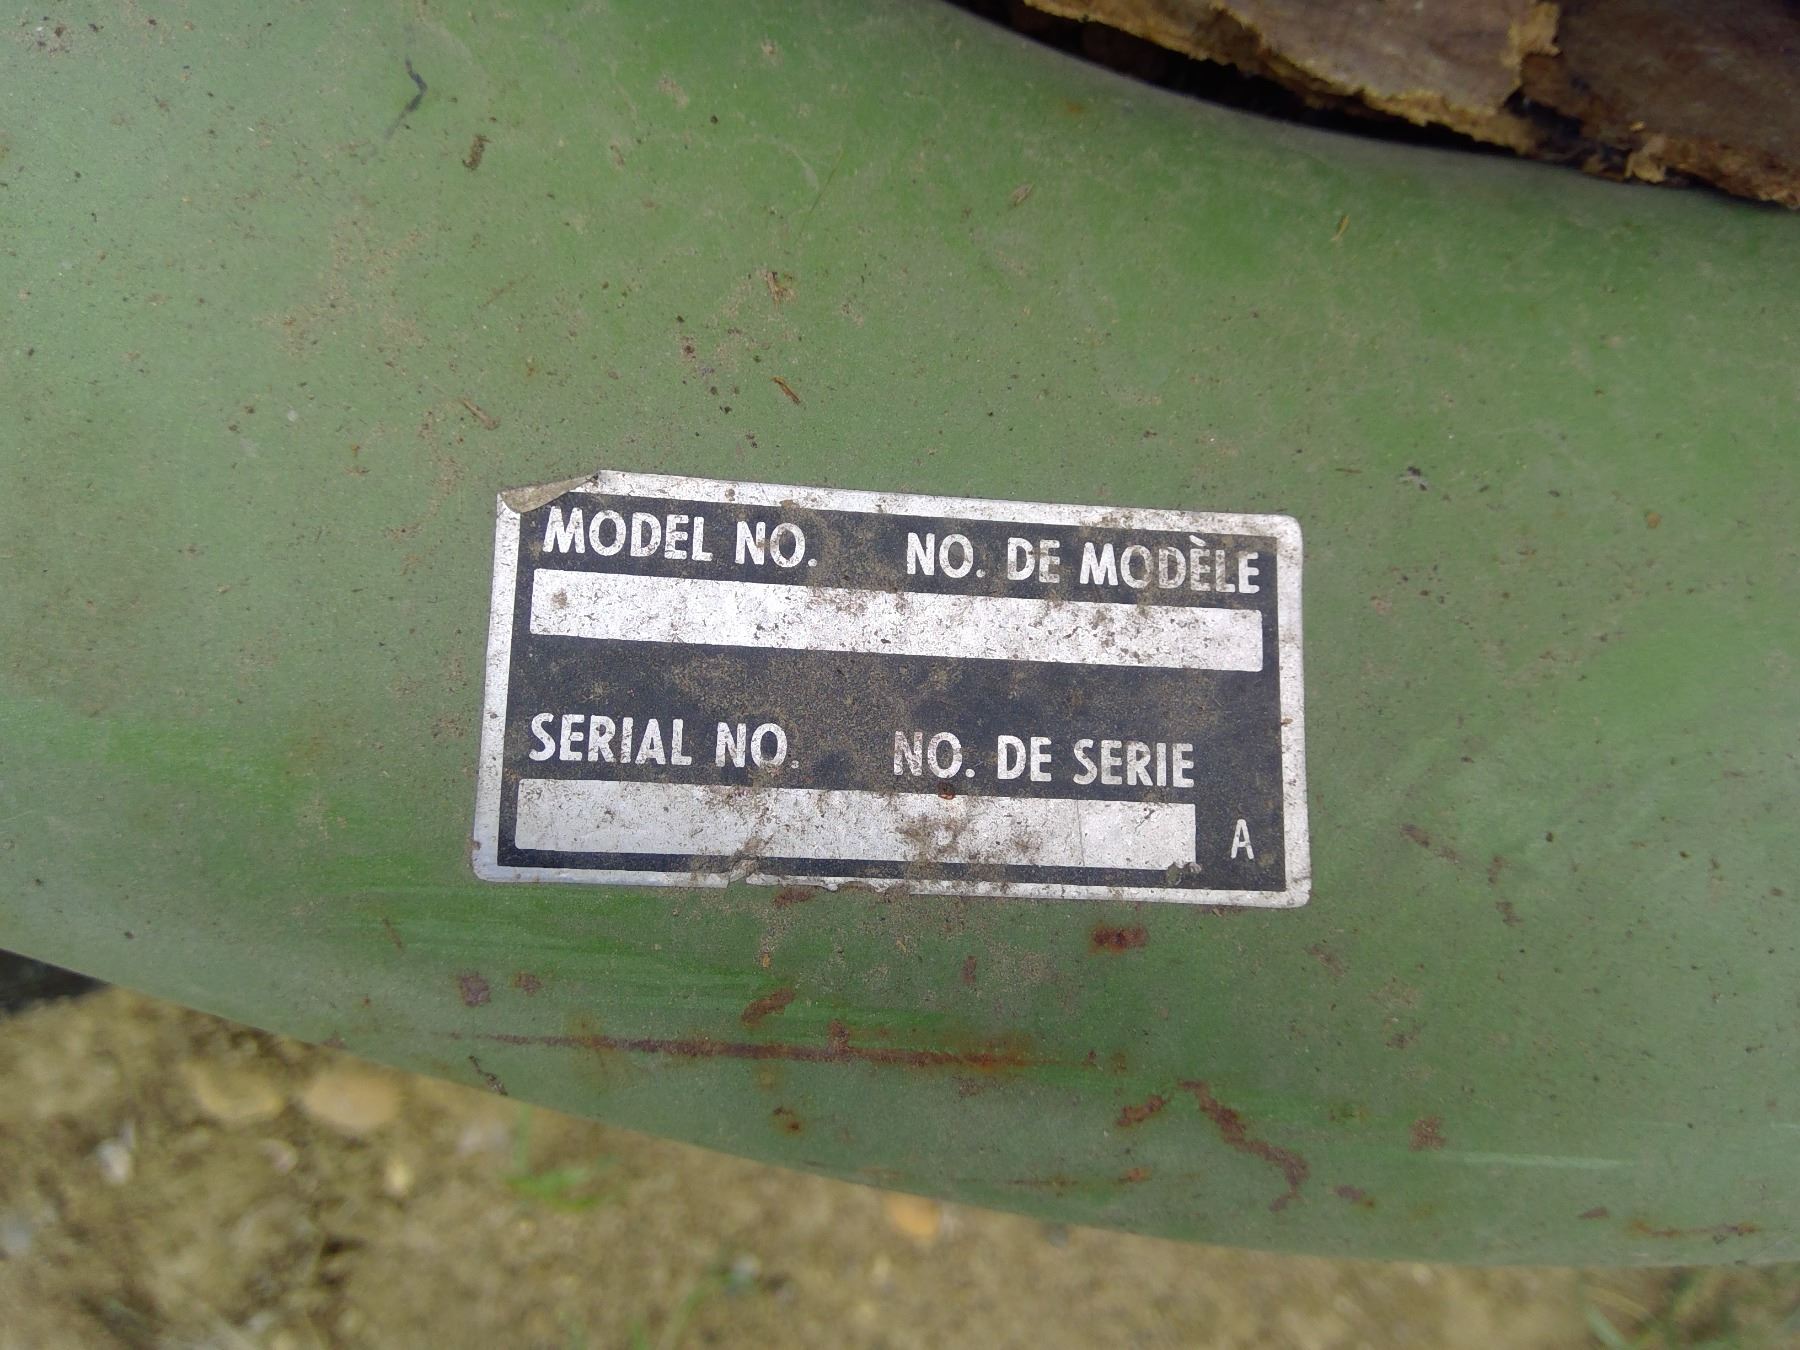 MODEL NO. NO. DE MODÈLE
SERIAL NO. NO. DE SERIE
A